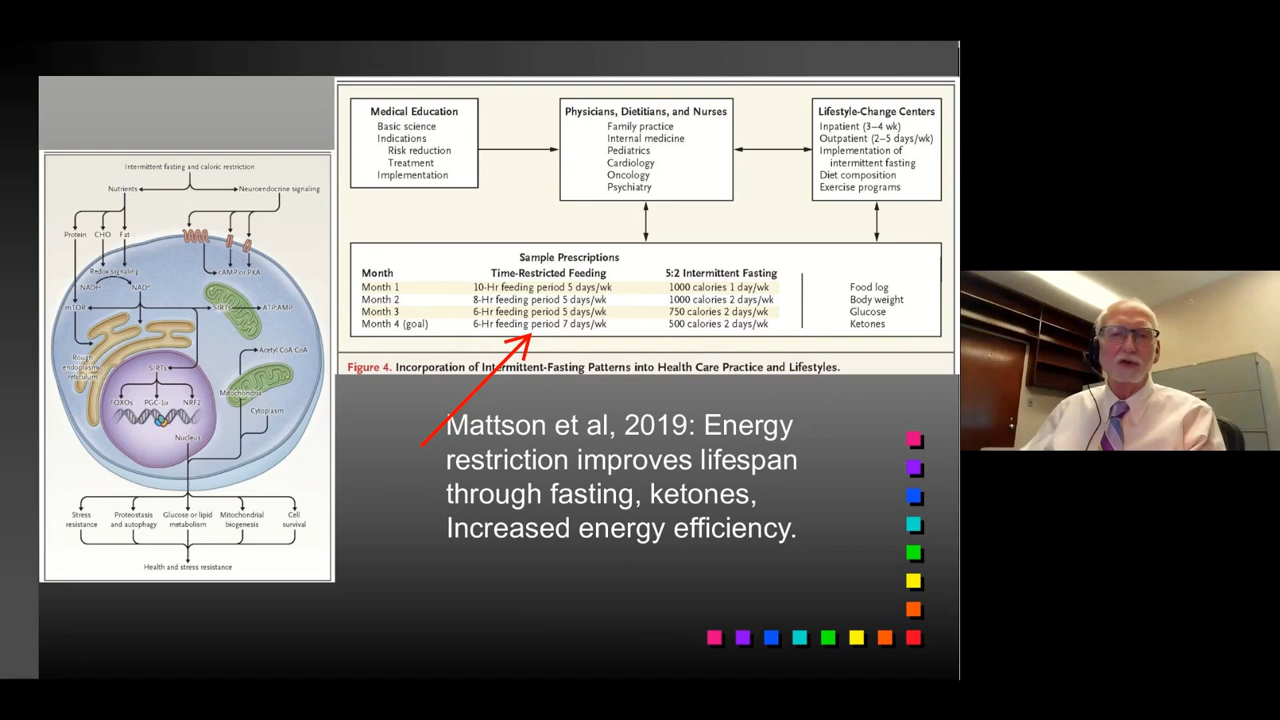 Intermittent fasting and caloric restriction
Nutrients
Neuroendocrine signaling
Protein CHO Fat
Redox signaling
cAMP or PKA
NADH NAD⁺
mTOR
SIRTs
ATP:AMP
Rough
endoplasmic
reticulum
Acetyl CoA:CoA
SIRTs
Mitochondria
FOXOs PGC-1α NRF2
Cytoplasm
Nucleus
Stress
resistance
Proteostasis
and autophagy
Glucose or lipid
metabolism
Mitochondrial
biogenesis
Cell
survival
Health and stress resistance
Medical Education
Basic science
Indications
Risk reduction
Treatment
Implementation
Physicians, Dietitians, and Nurses
Family practice
Internal medicine
Pediatrics
Cardiology
Oncology
Psychiatry
Lifestyle-Change Centers
Inpatient (3–4 wk)
Outpatient (2–5 days/wk)
Implementation of
intermittent fasting
Diet composition
Exercise programs
Sample Prescriptions
Month Time-Restricted Feeding 5:2 Intermittent Fasting
Month 1 10-Hr feeding period 5 days/wk 1000 calories 1 day/wk
Month 2 8-Hr feeding period 5 days/wk 1000 calories 2 days/wk
Month 3 6-Hr feeding period 5 days/wk 750 calories 2 days/wk
Month 4 (goal) 6-Hr feeding period 7 days/wk 500 calories 2 days/wk
Food log
Body weight
Glucose
Ketones
Figure 4. Incorporation of Intermittent-Fasting Patterns into Health Care Practice and Lifestyles.
Mattson et al, 2019: Energy
restriction improves lifespan
through fasting, ketones,
Increased energy efficiency.